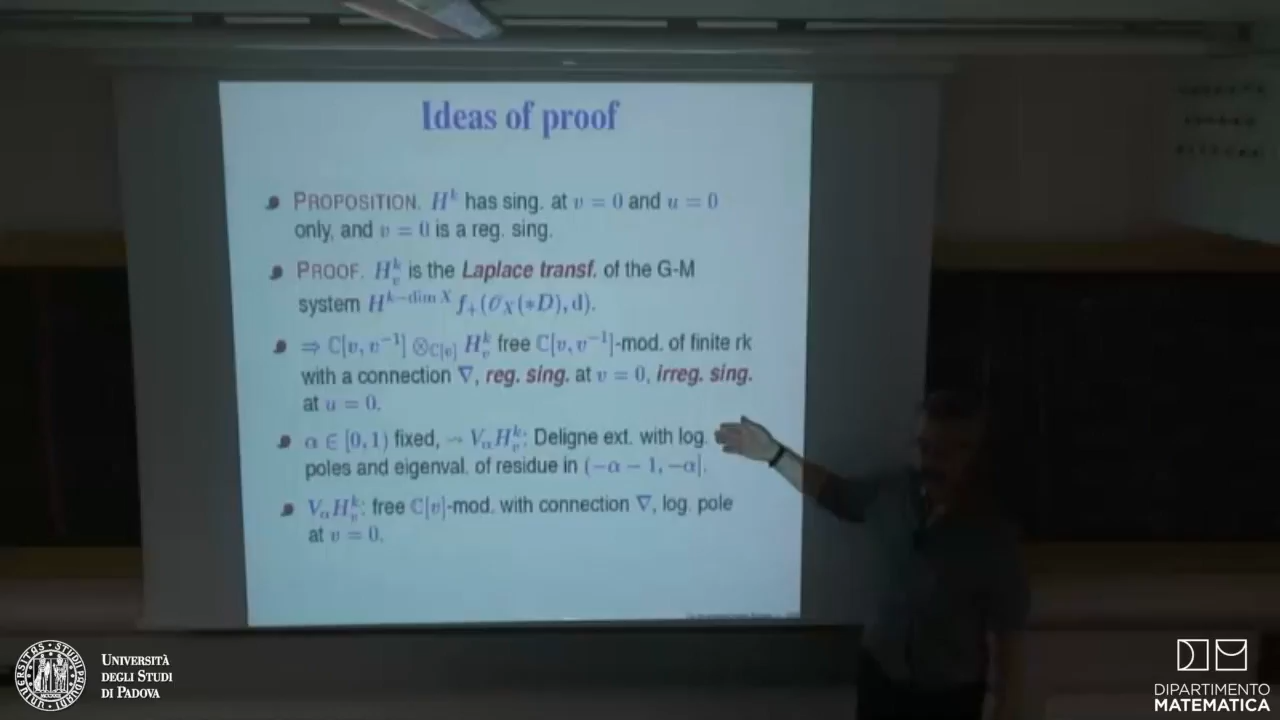 Ideas of proof
PROPOSITION. H^k has sing. at v = 0 and u = 0
only, and v = 0 is a reg. sing.
PROOF. H^k_v is the Laplace transf. of the G-M
system H^{k−dim X} f_+(𝒪_X(∗D), d).
⇒ ℂ[v, v^{−1}] ⊗_{ℂ[v]} H^k_v free ℂ[v, v^{−1}]-mod. of finite rk
with a connection ∇, reg. sing. at v = 0, irreg. sing.
at u = 0.
α ∈ [0, 1) fixed, ⇝ V_αH^k_v: Deligne ext. with log.
poles and eigenval. of residue in (−α − 1, −α].
V_αH^k_v: free ℂ[v]-mod. with connection ∇, log. pole
at v = 0.
UNIVERSITÀ
DEGLI STUDI
DI PADOVA
DIPARTIMENTO
MATEMATICA